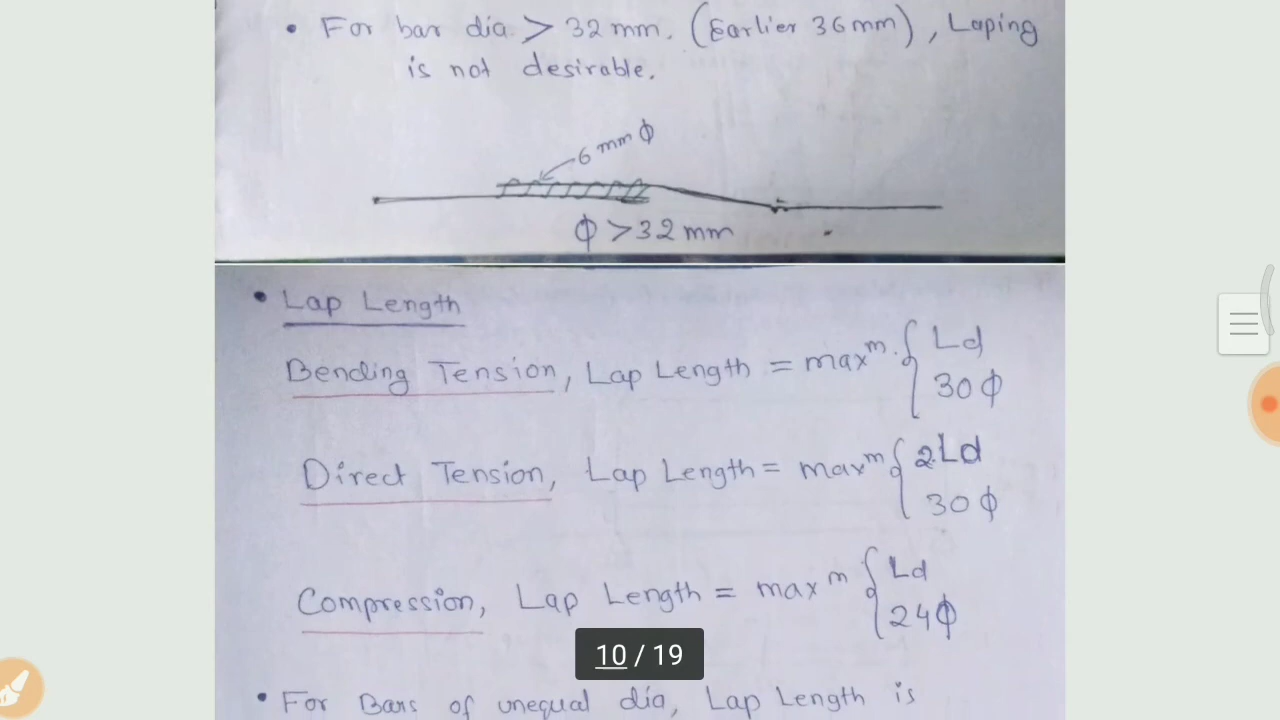 • For bar dia. > 32 mm. (Earlier 36 mm), Laping
is not desirable.
6 mm ϕ
ϕ > 32 mm
• Lap Length
Bending Tension, Lap Length = maxᵐ. { Ld
30 ϕ
Direct Tension, Lap Length = maxᵐ { 2Ld
30 ϕ
Compression, Lap Length = maxᵐ { Ld
24ϕ
10 / 19
• For Bars of unequal dia, Lap Length is